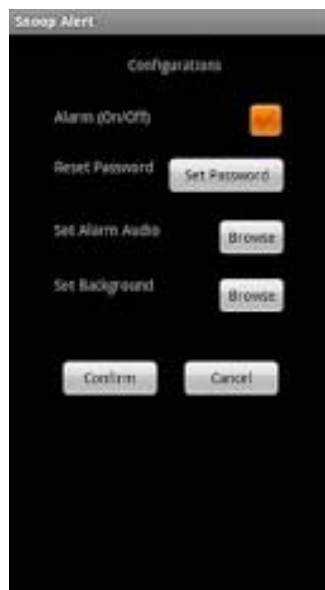 Snoop Alert
Configurations
Alarm (On/Off)
Reset Password Set Password
Set Alarm Audio Browse
Set Background Browse
Confirm Cancel